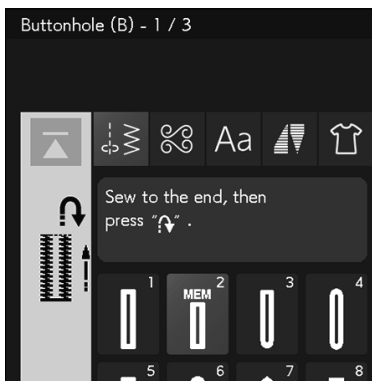 Buttonhole (B) - 1 / 3
Aa
Sew to the end, then
press "↷" .
1 MEM 2 3 4
5 6 7 8